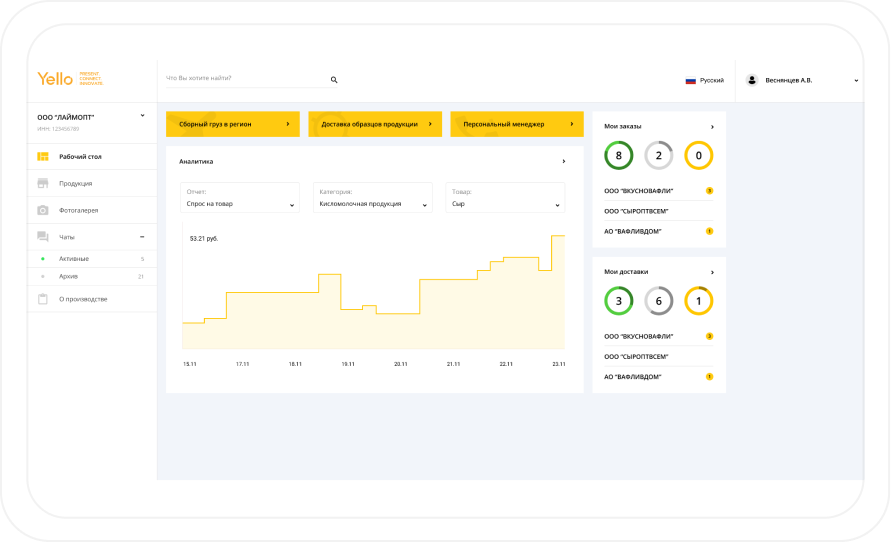 Yello PRESENT CONNECT INNOVATE
Что Вы хотите найти?
Русский
Веснянцев А.В.
ООО "ЛАЙМОПТ"
ИНН: 123456789
Рабочий стол
Продукция
Фотогалерея
Чаты
Активные 5
Архив 21
О производстве
Сборный груз в регион
Доставка образцов продукции
Персональный менеджер
Аналитика
Отчет:
Спрос на товар
Категория:
Кисломолочная продукция
Товар:
Сыр
53.21 руб.
15.11 17.11 18.11 19.11 20.11 21.11 22.11 23.11
Мои заказы
8 2 0
ООО "ВКУСНОВАФЛИ" 3
ООО "СЫРОПТВСЕМ"
АО "ВАФЛИВДОМ" 1
Мои доставки
3 6 1
ООО "ВКУСНОВАФЛИ" 3
ООО "СЫРОПТВСЕМ"
АО "ВАФЛИВДОМ" 1